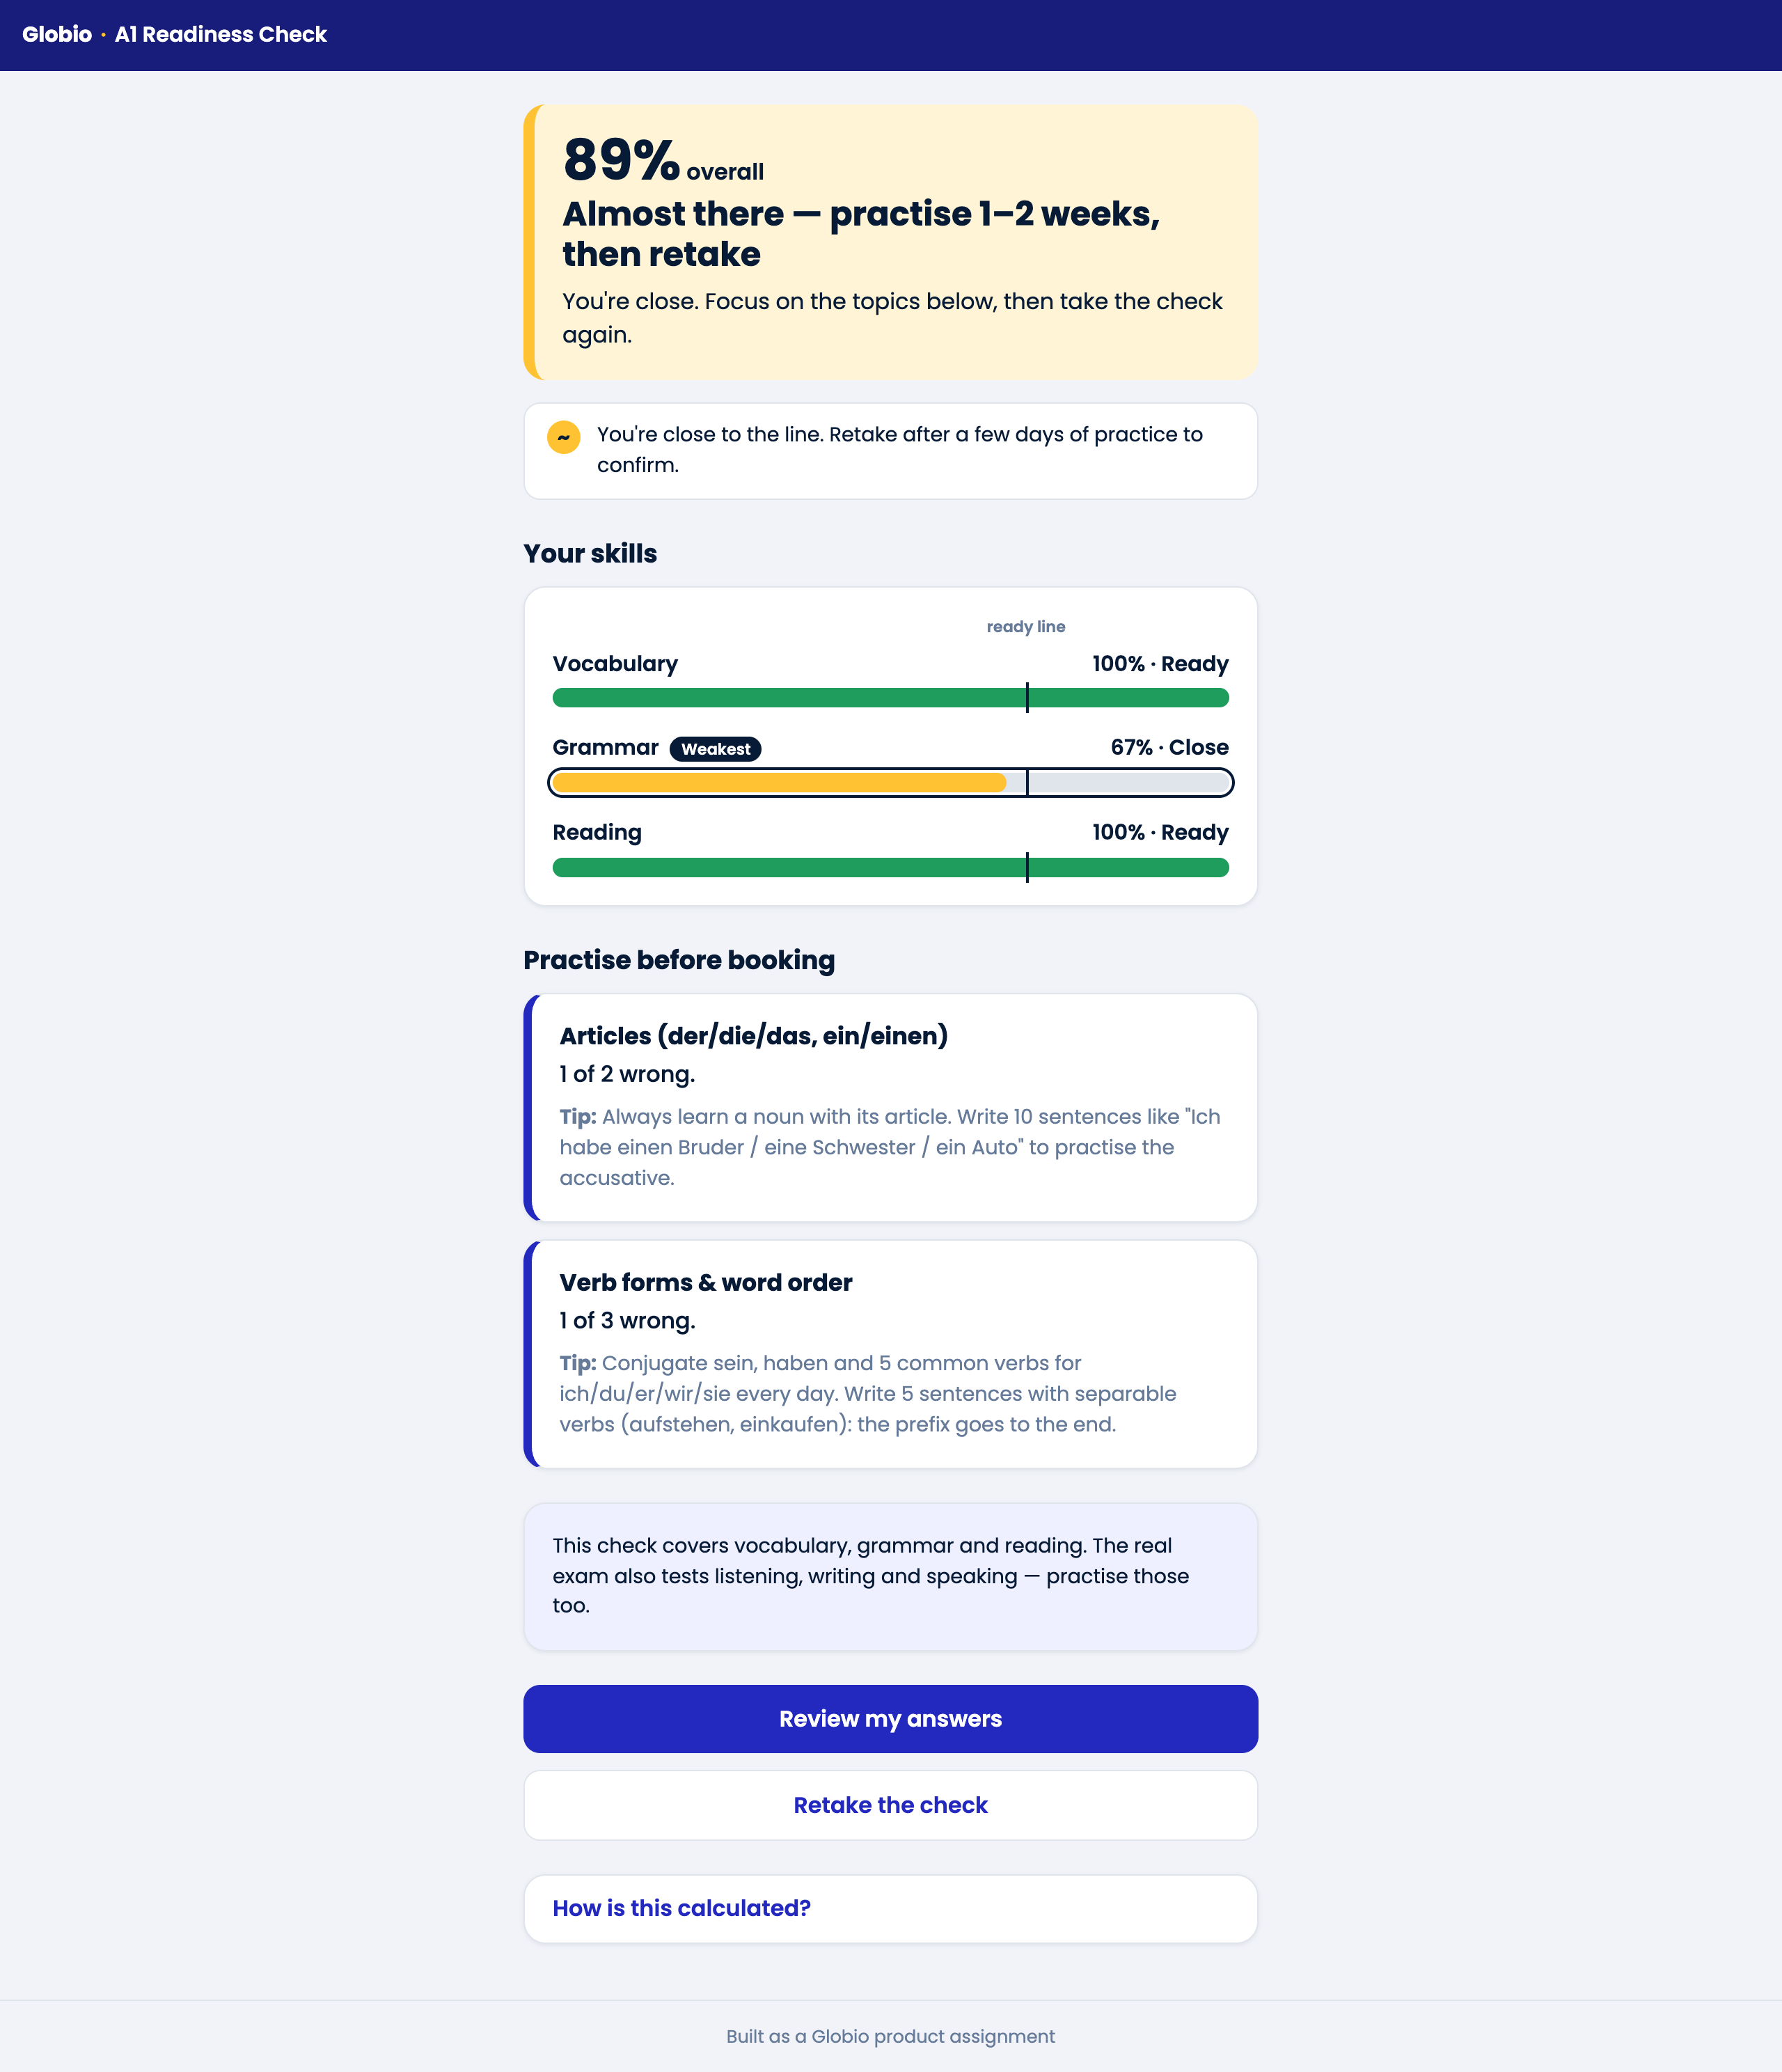 Globio · A1 Readiness Check
89% overall
Almost there — practise 1–2 weeks,
then retake
You're close. Focus on the topics below, then take the check
again.
~ You're close to the line. Retake after a few days of practice to
confirm.
Your skills
ready line
Vocabulary 100% · Ready
Grammar Weakest 67% · Close
Reading 100% · Ready
Practise before booking
Articles (der/die/das, ein/einen)
1 of 2 wrong.
Tip: Always learn a noun with its article. Write 10 sentences like "Ich
habe einen Bruder / eine Schwester / ein Auto" to practise the
accusative.
Verb forms & word order
1 of 3 wrong.
Tip: Conjugate sein, haben and 5 common verbs for
ich/du/er/wir/sie every day. Write 5 sentences with separable
verbs (aufstehen, einkaufen): the prefix goes to the end.
This check covers vocabulary, grammar and reading. The real
exam also tests listening, writing and speaking — practise those
too.
Review my answers
Retake the check
How is this calculated?
Built as a Globio product assignment